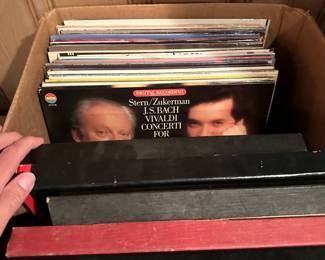 DIGITAL RECORDING
Stern/Zukerman
J.S. BACH
VIVALDI
CONCERTI
FOR